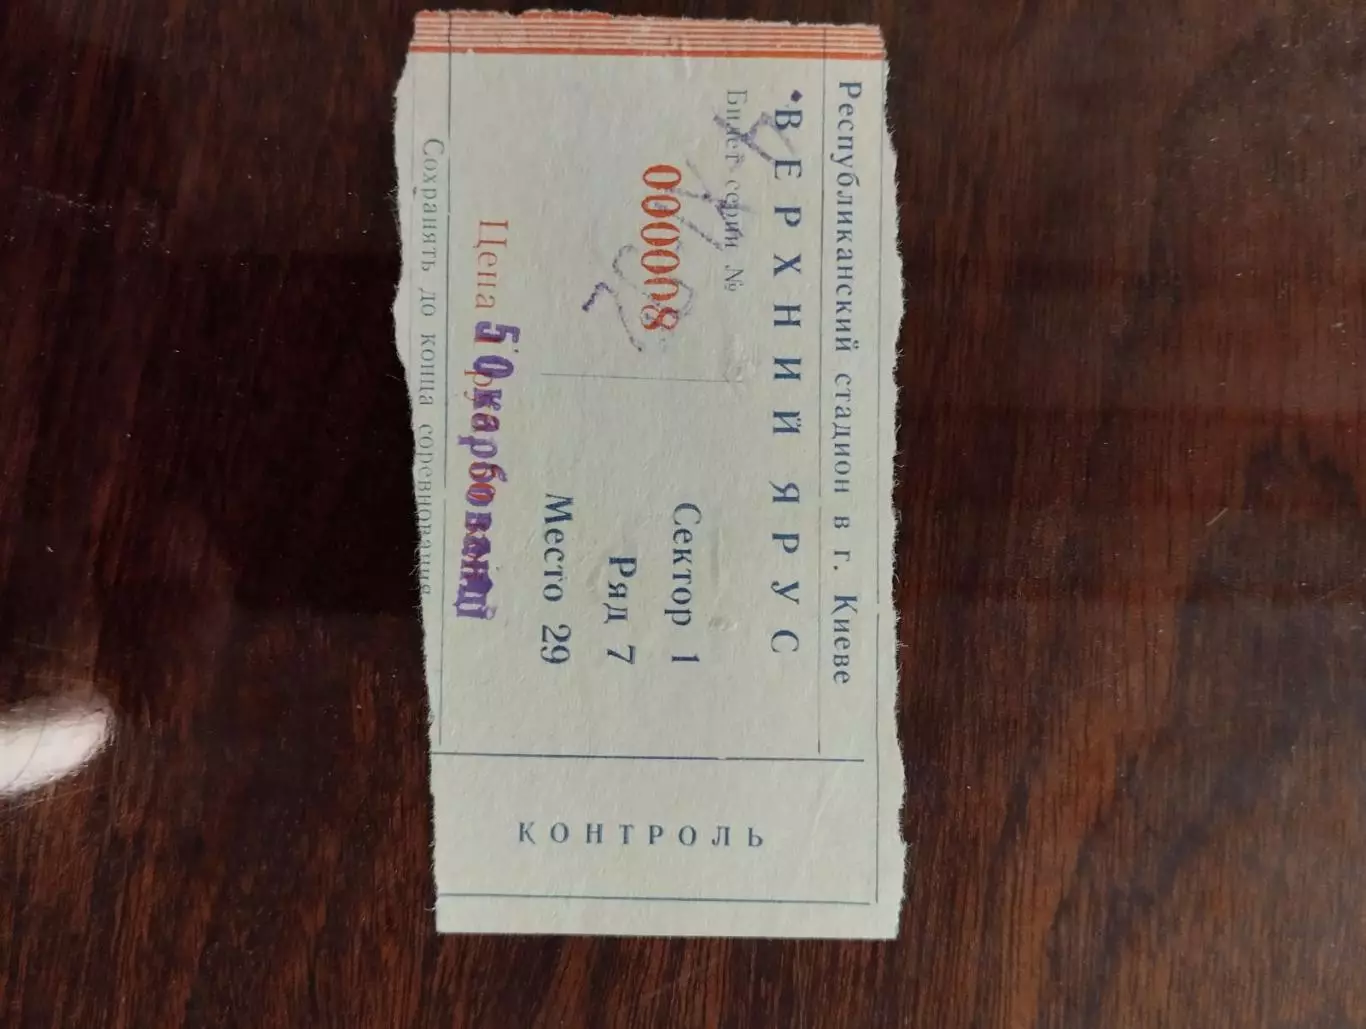 Республиканский стадион в г. Киеве
ВЕРХНИЙ ЯРУС
Билет серии №
000008
Сектор 1
Ряд 7
Место 29
Цена 50 карбованц
Сохранять до конца соревнования
КОНТРОЛЬ